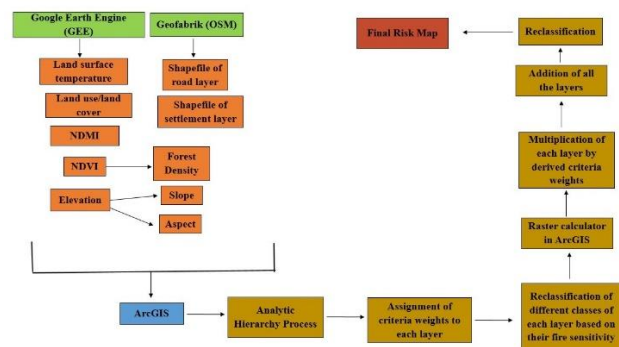 Google Earth Engine
(GEE)
Geofabrik (OSM)
Land surface
temperature
Shapefile of
road layer
Land use/land
cover
Shapefile of
settlement layer
NDMI
NDVI
Forest
Density
Elevation
Slope
Aspect
ArcGIS
Analytic
Hierarchy Process
Assignment of
criteria weights to
each layer
Reclassification of
different classes of
each layer based on
their fire sensitivity
Raster calculator
in ArcGIS
Multiplication of
each layer by
derived criteria
weights
Addition of all
the layers
Reclassification
Final Risk Map